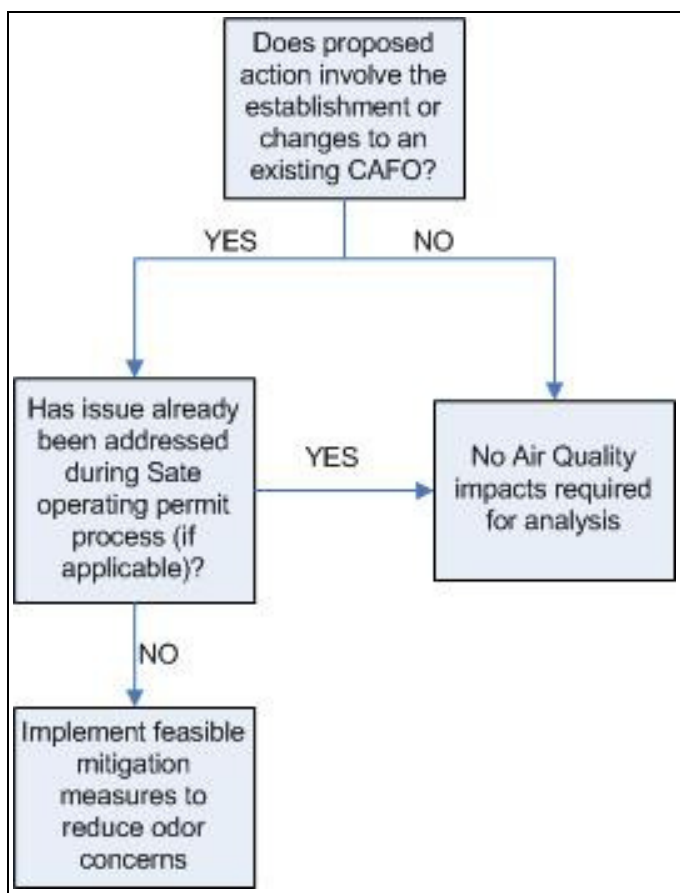 Does proposed
action involve the
establishment or
changes to an
existing CAFO?
YES
NO
Has issue already
been addressed
during Sate
operating permit
process (if
applicable)?
YES
No Air Quality
impacts required
for analysis
NO
Implement feasible
mitigation
measures to
reduce odor
concerns